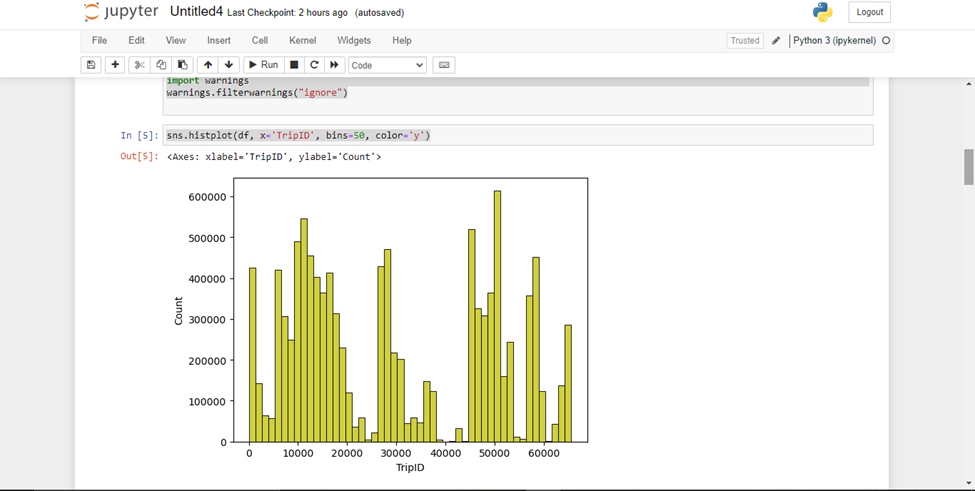 jupyter Untitled4 Last Checkpoint: 2 hours ago (autosaved)
Logout
File Edit View Insert Cell Kernel Widgets Help
Trusted Python 3 (ipykernel)
Run Code
import warnings
warnings.filterwarnings("ignore")
In [5]: sns.histplot(df, x='TripID', bins=50, color='y')
Out[5]: <Axes: xlabel='TripID', ylabel='Count'>
600000
500000
400000
300000
200000
100000
0
Count
0 10000 20000 30000 40000 50000 60000
TripID